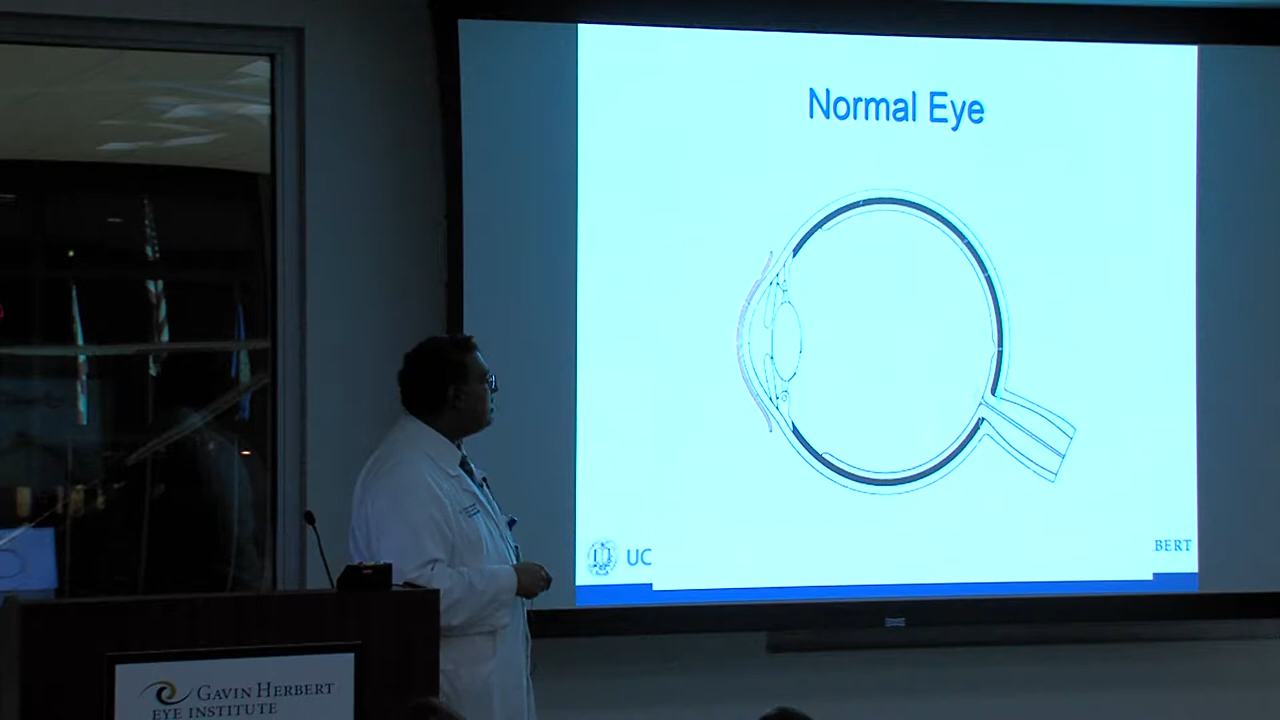 Normal Eye
UC
BERT
GAVIN HERBERT
EYE INSTITUTE